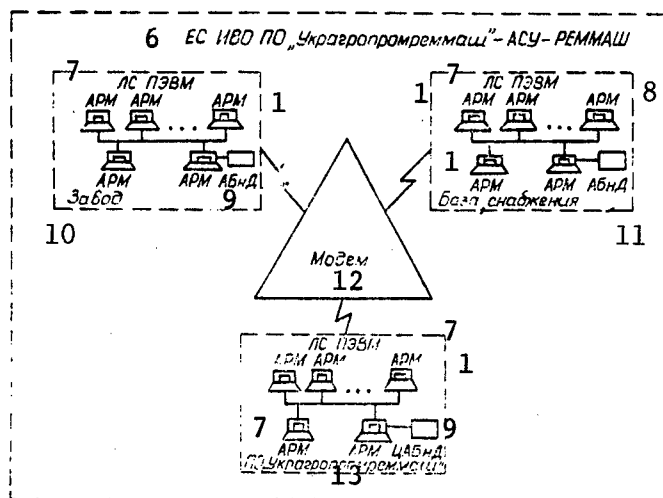 6 ЕС ИВО ПО „Украгропромреммаш"-АСУ-РЕММАШ
7
ЛС ПЭВМ
АРМ АРМ ... АРМ 1
АРМ АРМ АБнД
Завод 9
10
7
ЛС ПЭВМ 8
1 АРМ АРМ ... АРМ
1
АРМ АРМ АБнД
База снабжения
11
Модем
12
7
ЛС ПЭВМ
АРМ АРМ ... АРМ 1
7 9
АРМ АРМ ЦАБнД
ПО„Украгропромреммаш"
13